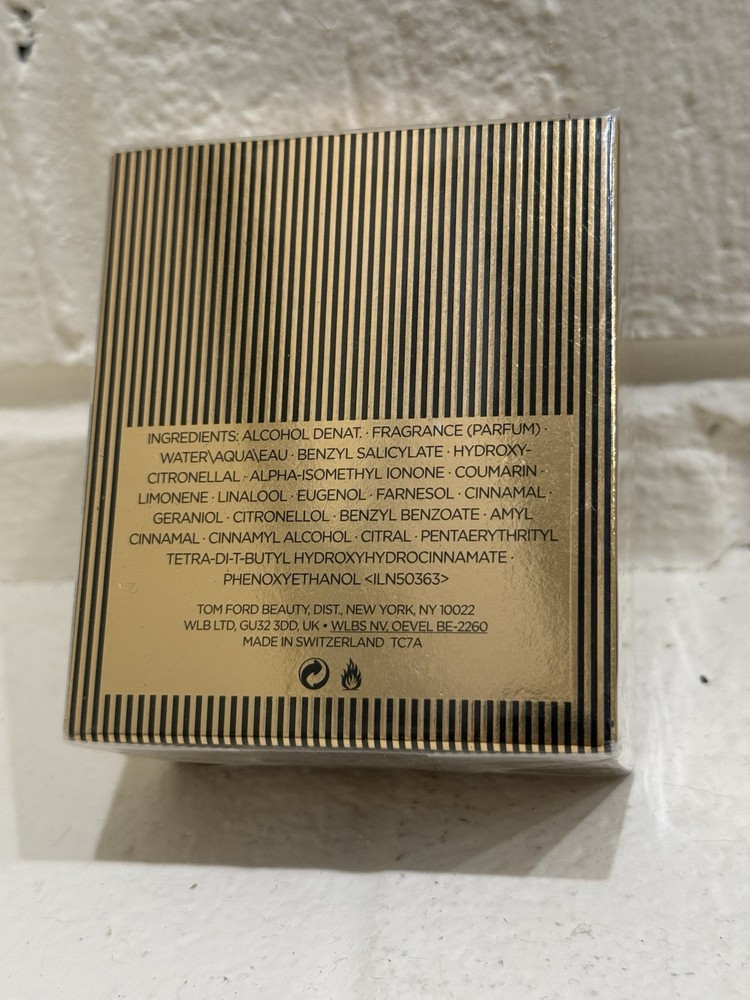 INGREDIENTS: ALCOHOL DENAT. · FRAGRANCE (PARFUM) ·
WATER\AQUA\EAU · BENZYL SALICYLATE · HYDROXY-
CITRONELLAL · ALPHA-ISOMETHYL IONONE · COUMARIN ·
LIMONENE · LINALOOL · EUGENOL · FARNESOL · CINNAMAL ·
GERANIOL · CITRONELLOL · BENZYL BENZOATE · AMYL
CINNAMAL · CINNAMYL ALCOHOL · CITRAL · PENTAERYTHRITYL
TETRA-DI-T-BUTYL HYDROXYHYDROCINNAMATE ·
PHENOXYETHANOL <ILN50363>
TOM FORD BEAUTY, DIST., NEW YORK, NY 10022
WLB LTD, GU32 3DD, UK • WLBS NV, OEVEL BE-2260
MADE IN SWITZERLAND TC7A